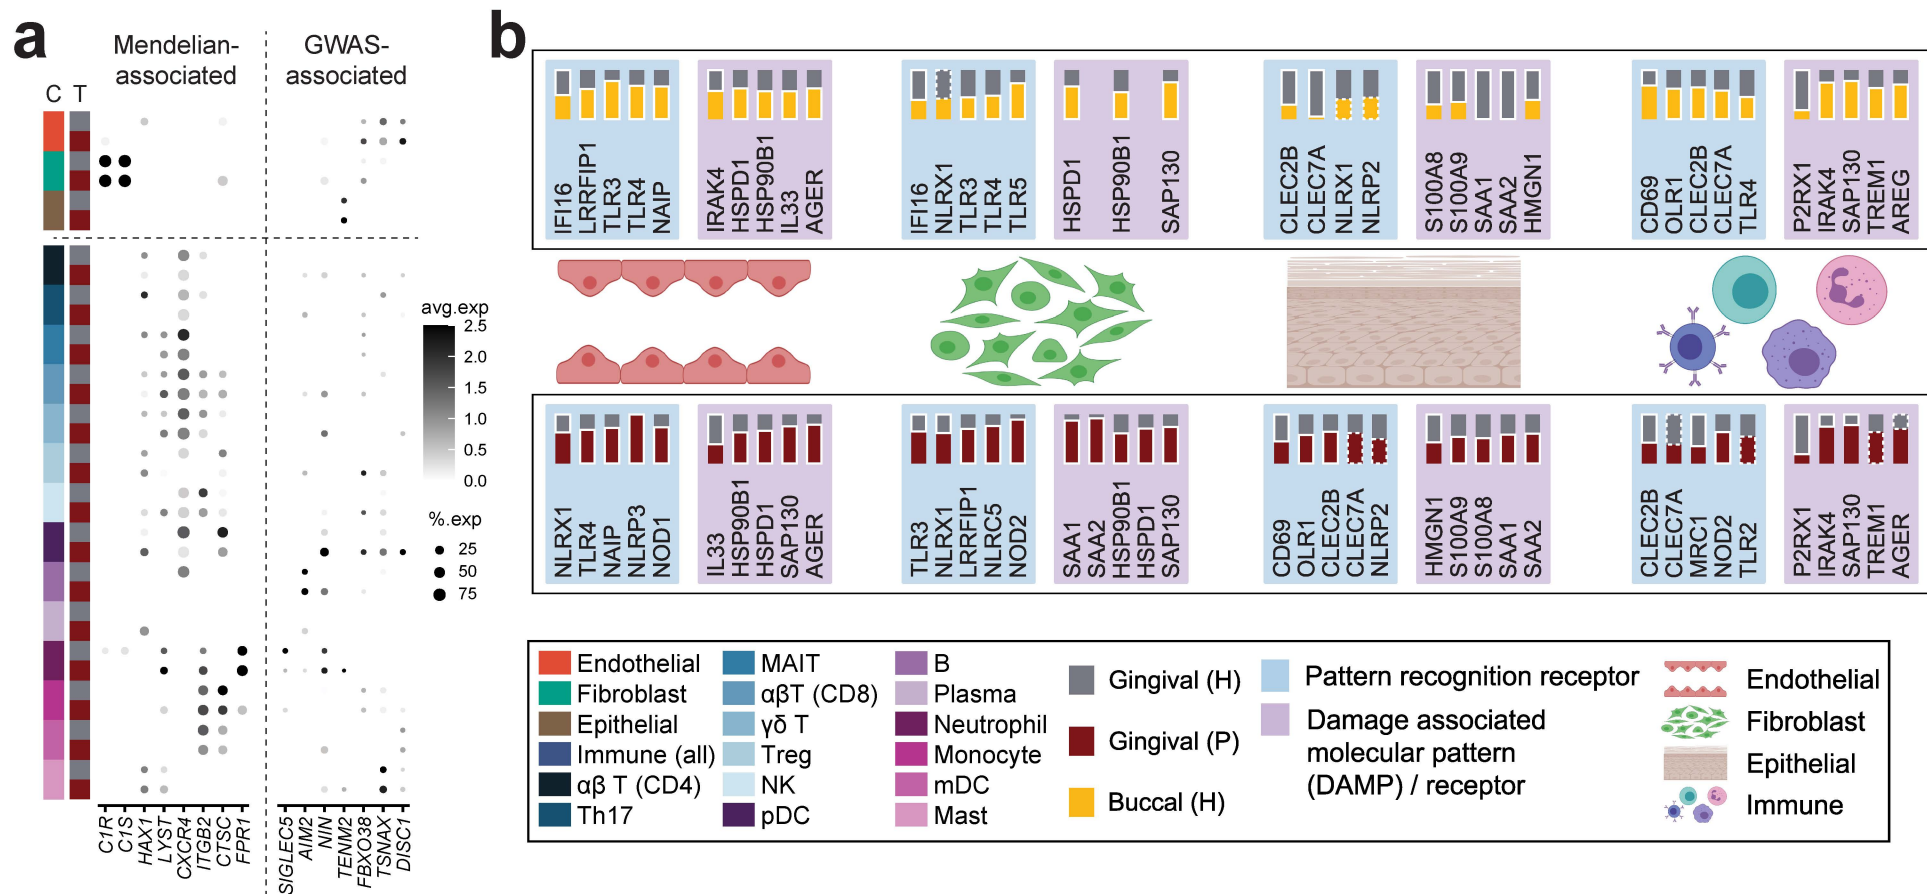 a
Mendelian-
associated
GWAS-
associated
C T
avg.exp
2.5
2.0
1.5
1.0
0.5
0.0
%.exp
25
50
75
C1R
C1S
HAX1
LYST
CXCR4
ITGB2
CTSC
FPR1
SIGLEC5
AIM2
NIN
TENM2
FBXO38
TSNAX
DISC1
b
IFI16
LRRFIP1
TLR3
TLR4
NAIP
IRAK4
HSPD1
HSP90B1
IL33
AGER
IFI16
NLRX1
TLR3
TLR4
TLR5
HSPD1
HSP90B1
SAP130
CLEC2B
CLEC7A
NLRX1
NLRP2
S100A8
S100A9
SAA1
SAA2
HMGN1
CD69
OLR1
CLEC2B
CLEC7A
TLR4
P2RX1
IRAK4
SAP130
TREM1
AREG
NLRX1
TLR4
NAIP
NLRP3
NOD1
IL33
HSP90B1
HSPD1
SAP130
AGER
TLR3
NLRX1
LRRFIP1
NLRC5
NOD2
SAA1
SAA2
HSP90B1
HSPD1
SAP130
CD69
OLR1
CLEC2B
CLEC7A
NLRP2
HMGN1
S100A9
S100A8
SAA1
SAA2
CLEC2B
CLEC7A
MRC1
NOD2
TLR2
P2RX1
IRAK4
SAP130
TREM1
AGER
Endothelial
Fibroblast
Epithelial
Immune (all)
αβ T (CD4)
Th17
MAIT
αβT (CD8)
γδ T
Treg
NK
pDC
B
Plasma
Neutrophil
Monocyte
mDC
Mast
Gingival (H)
Gingival (P)
Buccal (H)
Pattern recognition receptor
Damage associated
molecular pattern
(DAMP) / receptor
Endothelial
Fibroblast
Epithelial
Immune